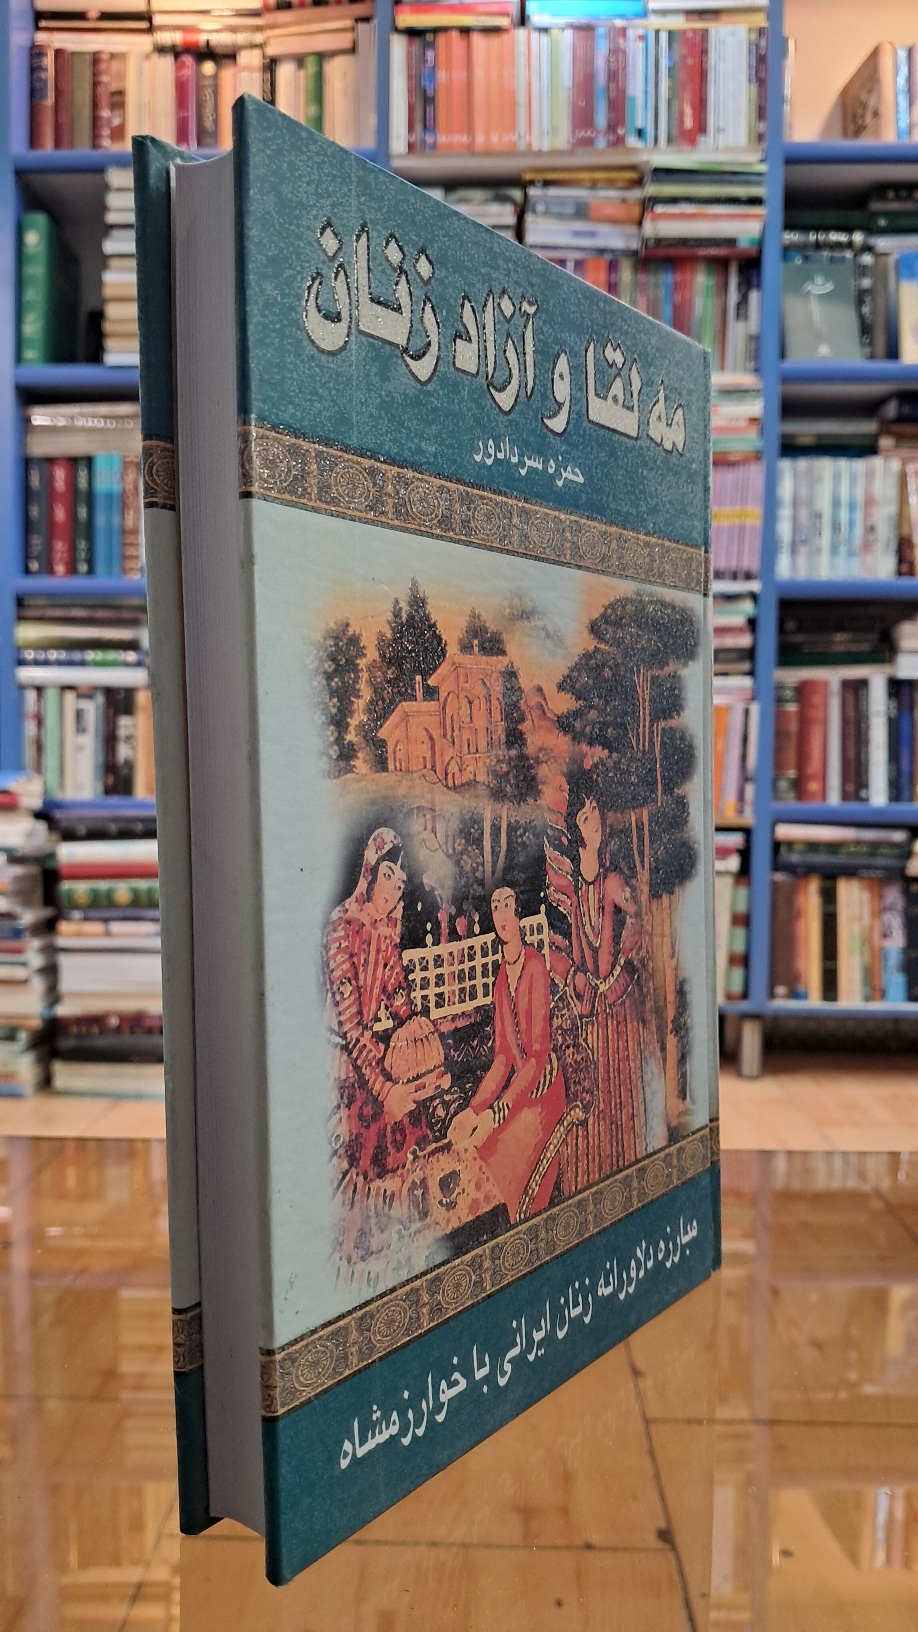 مه لقا و آزاد زنان
حمزه سردادور
مبارزه دلاورانه زنان ایرانی با خوارزمشاه